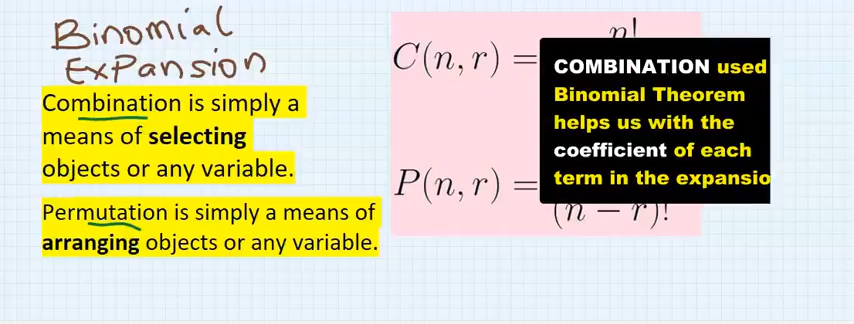 Binomial
Expansion
Combination is simply a
means of selecting
objects or any variable.
Permutation is simply a means of
arranging objects or any variable.
C(n, r) = n!
P(n, r) =
(n − r)!
COMBINATION used
Binomial Theorem
helps us with the
coefficient of each
term in the expansio